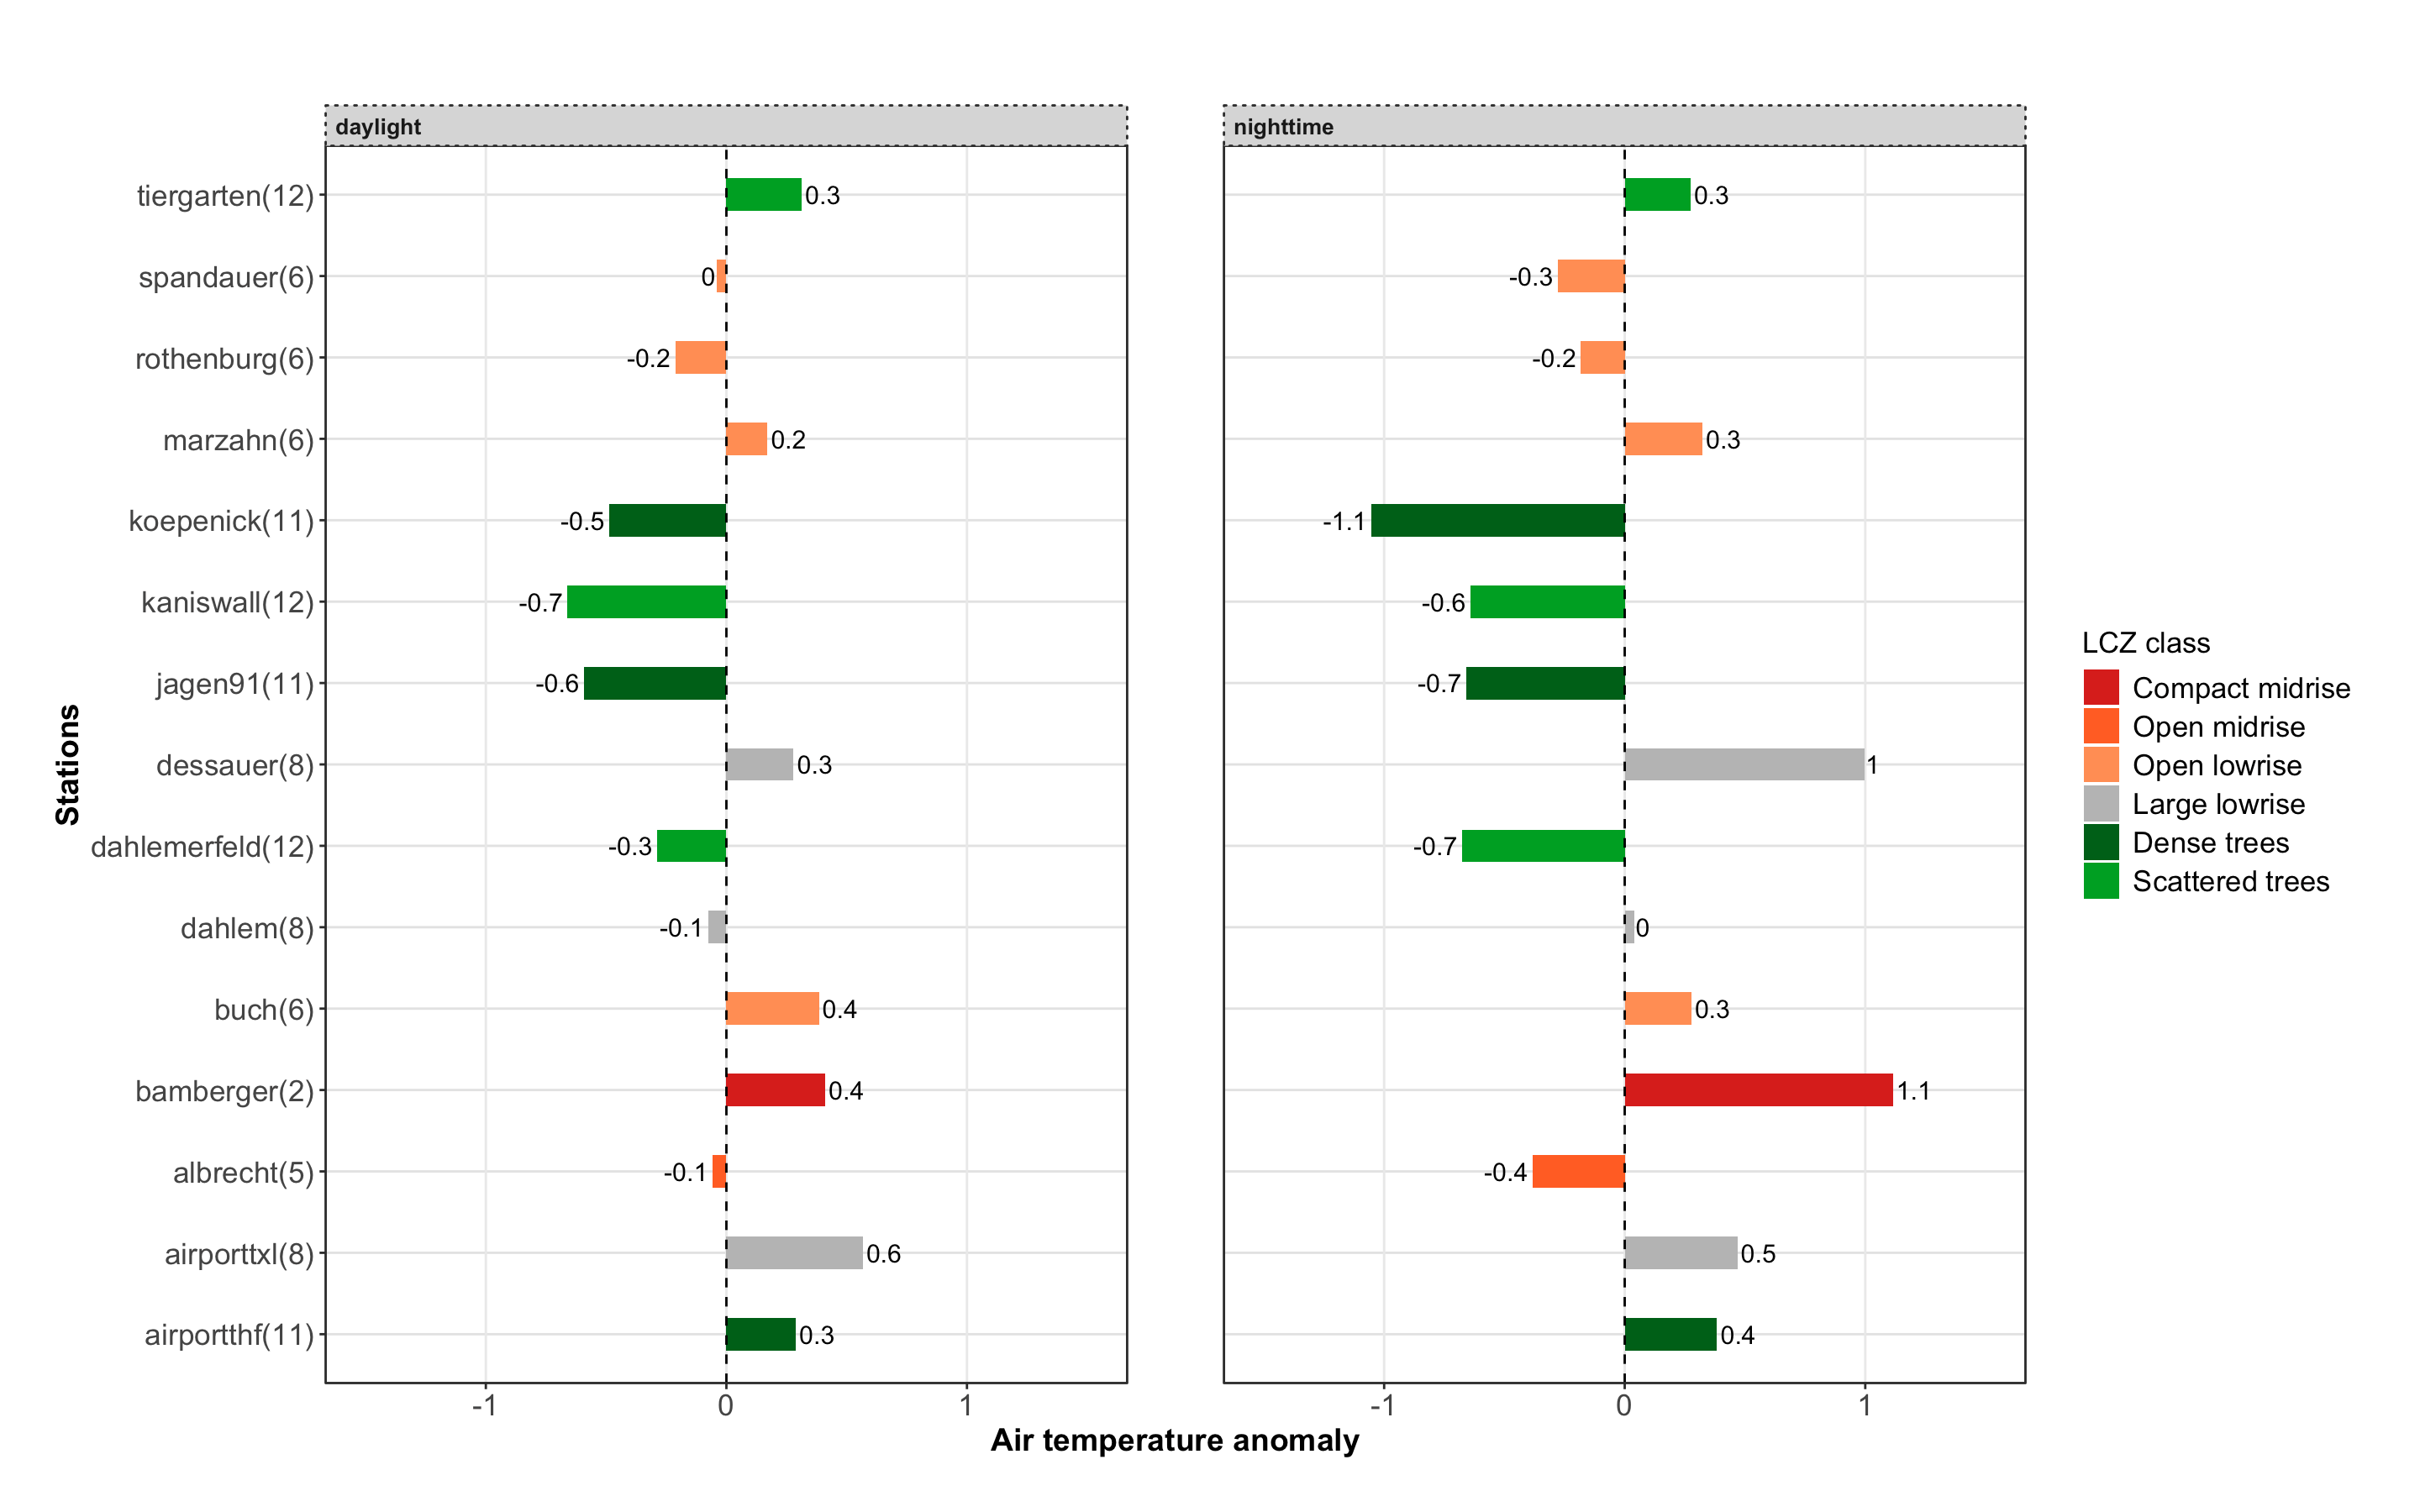 daylight
nighttime
tiergarten(12)
0.3
0.3
spandauer(6)
0
-0.3
rothenburg(6)
-0.2
-0.2
marzahn(6)
0.2
0.3
koepenick(11)
-0.5
-1.1
kaniswall(12)
-0.7
-0.6
jagen91(11)
-0.6
-0.7
dessauer(8)
0.3
1
dahlemerfeld(12)
-0.3
-0.7
dahlem(8)
-0.1
0
buch(6)
0.4
0.3
bamberger(2)
0.4
1.1
albrecht(5)
-0.1
-0.4
airporttxl(8)
0.6
0.5
airportthf(11)
0.3
0.4
Stations
-1 0 1
-1 0 1
Air temperature anomaly
LCZ class
Compact midrise
Open midrise
Open lowrise
Large lowrise
Dense trees
Scattered trees